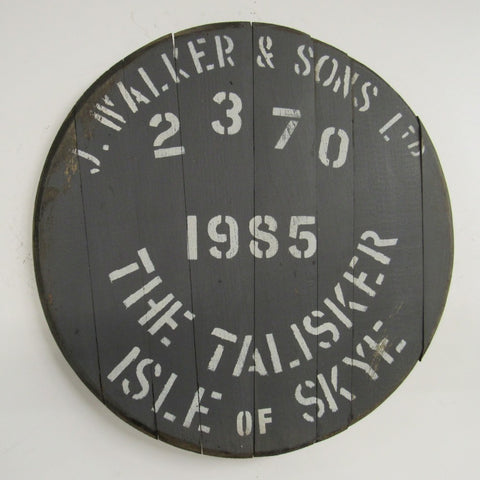 J. WALKER & SONS LTD
2370
1985
THE TALISKER
ISLE OF SKYE